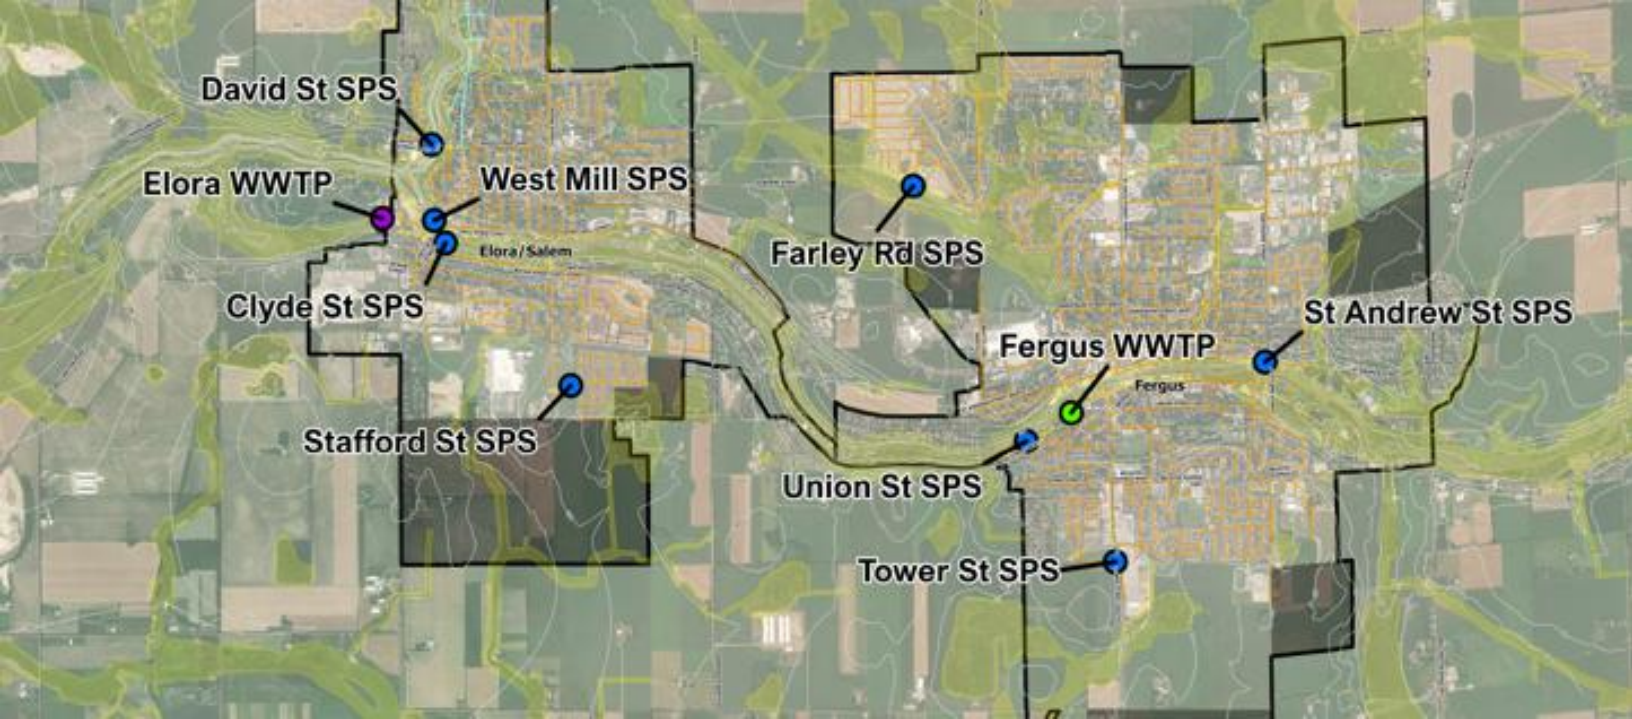 David St SPS
Elora WWTP
West Mill SPS
Elora/Salem
Farley Rd SPS
Clyde St SPS
St Andrew St SPS
Fergus WWTP
Fergus
Stafford St SPS
Union St SPS
Tower St SPS